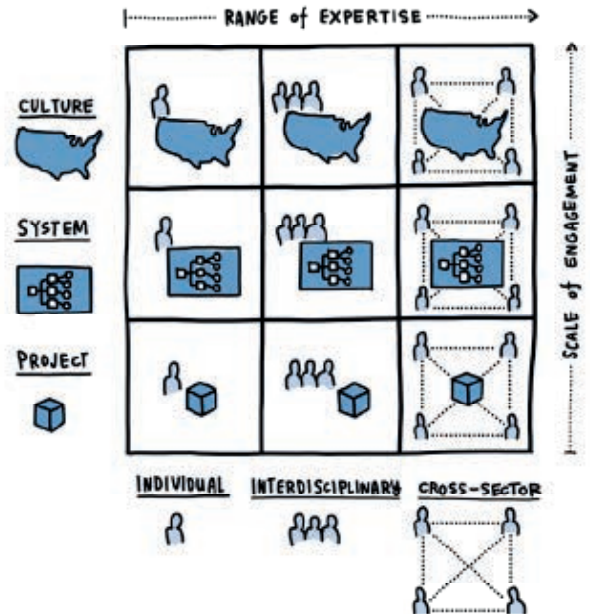 RANGE of EXPERTISE
CULTURE
SYSTEM
PROJECT
SCALE of ENGAGEMENT
INDIVIDUAL
INTERDISCIPLINARY
CROSS-SECTOR